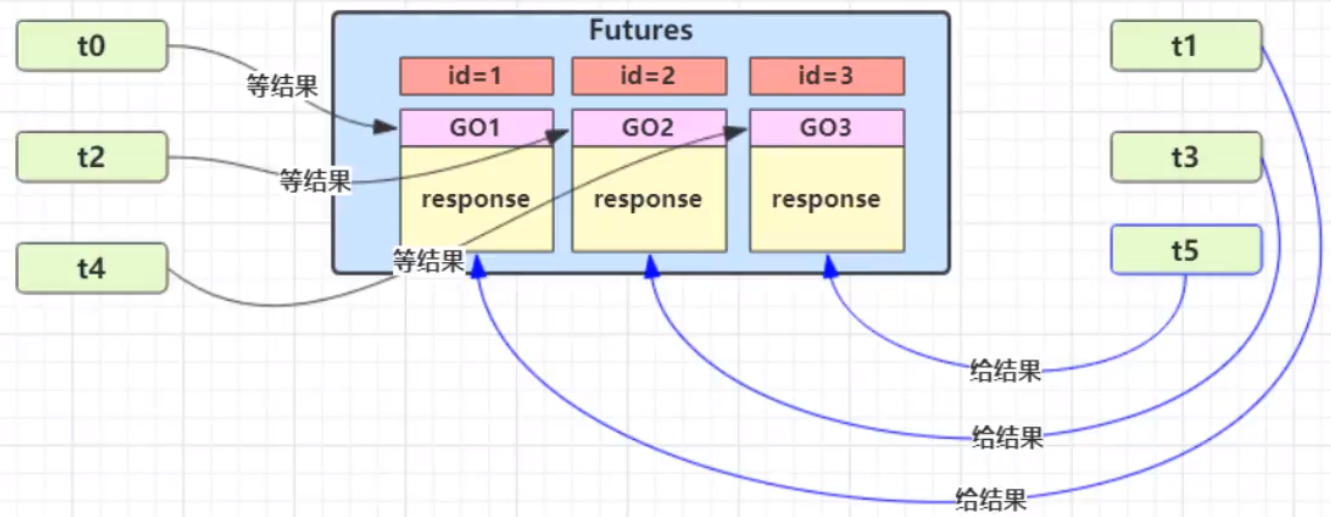 Futures
t0
t1
id=1
id=2
id=3
等结果
GO1
GO2
GO3
t2
t3
等结果
response
response
response
t4
等结果
t5
给结果
给结果
给结果